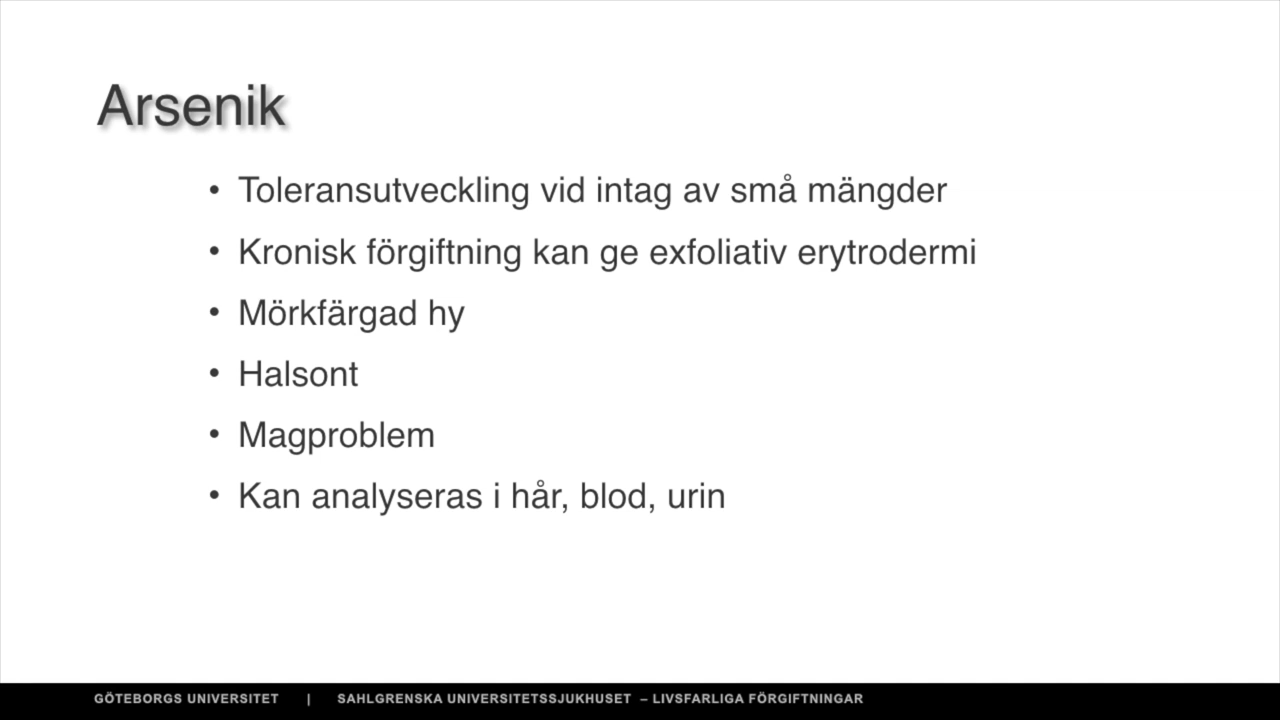 Arsenik
• Toleransutveckling vid intag av små mängder
• Kronisk förgiftning kan ge exfoliativ erytrodermi
• Mörkfärgad hy
• Halsont
• Magproblem
• Kan analyseras i hår, blod, urin
GÖTEBORGS UNIVERSITET | SAHLGRENSKA UNIVERSITETSSJUKHUSET – LIVSFARLIGA FÖRGIFTNINGAR